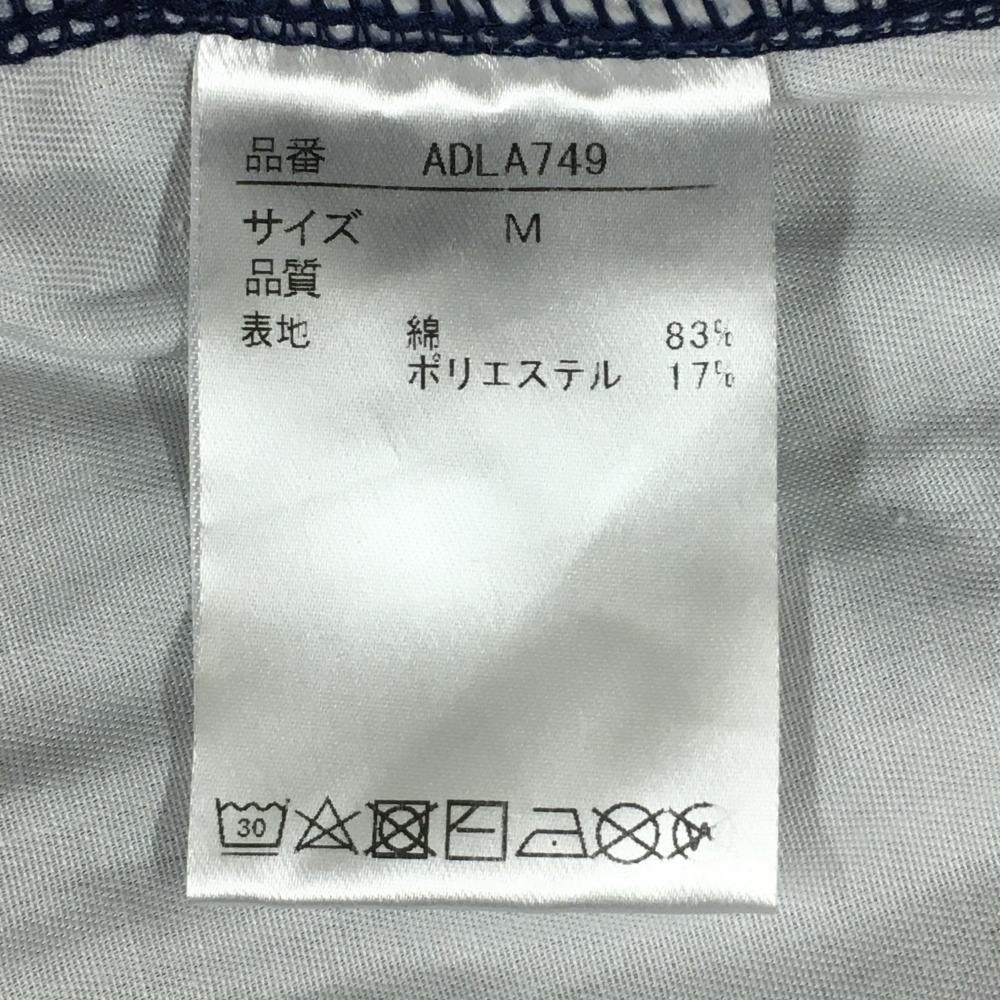 品番 ADLA749
サイズ M
品質
表地 綿 83%
ポリエステル 17%
30